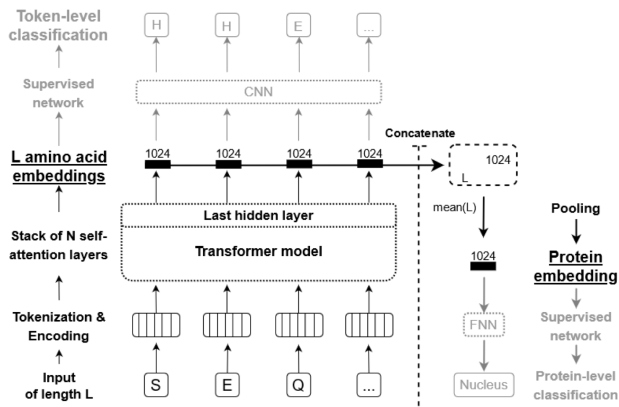 Token-level
classification
H H E ...
Supervised
network
CNN
Concatenate
L amino acid
embeddings
1024 1024 1024 1024
1024
L
Last hidden layer
mean(L)
Pooling
Stack of N self-
attention layers
Transformer model
1024
Protein
embedding
Tokenization &
Encoding
FNN
Supervised
network
Input
of length L
S E Q ...
Nucleus
Protein-level
classification